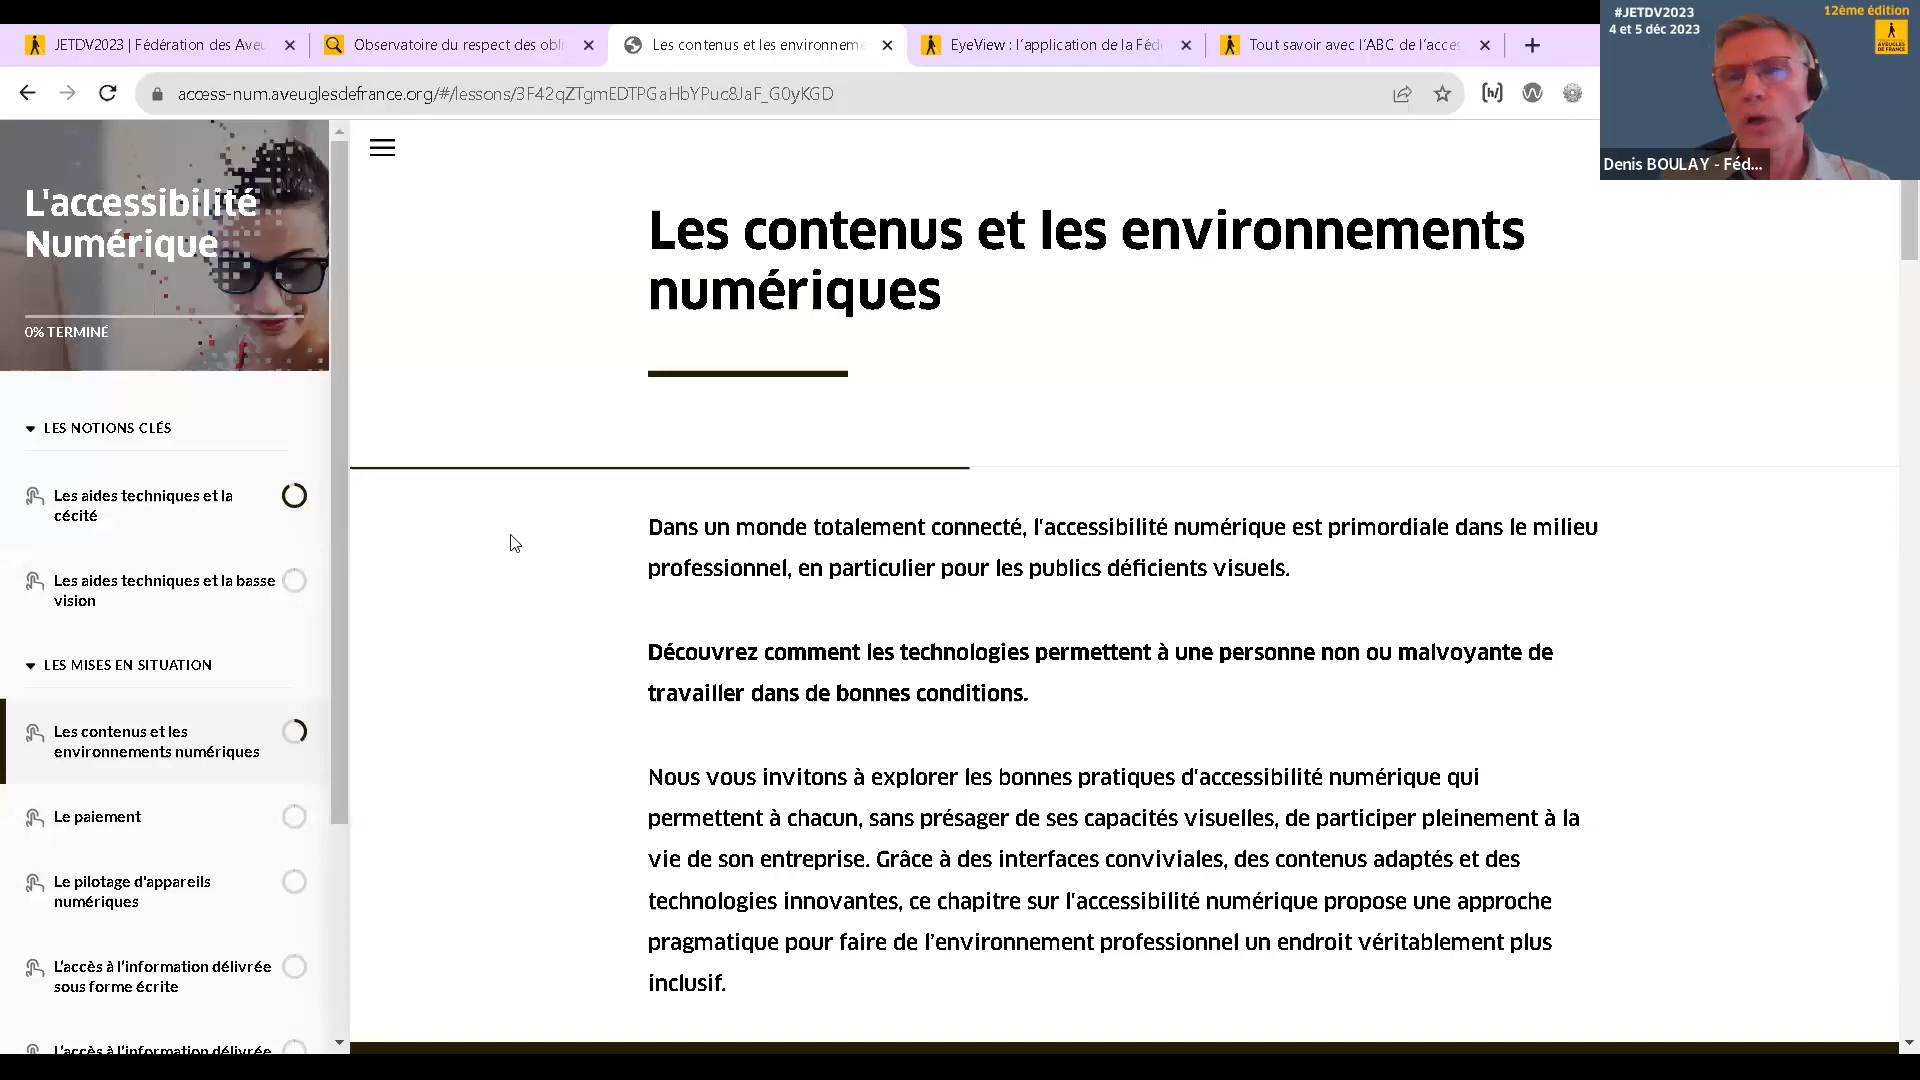 JETDV2023 | Fédération des Aveu
Observatoire du respect des obli
Les contenus et les environnem
EyeView : l'application de la Féd
Tout savoir avec l'ABC de l'acces
access-num.aveuglesdefrance.org/#/lessons/3F42qZTgmEDTPGaHbYPuc8JaF_G0yKGD
#JETDV2023
4 et 5 déc 2023
12ème édition
AVEUGLES
DE FRANCE
Denis BOULAY - Féd...
L'accessibilité
Numérique
0% TERMINÉ
LES NOTIONS CLÉS
Les aides techniques et la
cécité
Les aides techniques et la basse
vision
LES MISES EN SITUATION
Les contenus et les
environnements numériques
Le paiement
Le pilotage d'appareils
numériques
L'accès à l'information délivrée
sous forme écrite
L'accès à l'information délivrée
Les contenus et les environnements
numériques
Dans un monde totalement connecté, l'accessibilité numérique est primordiale dans le milieu
professionnel, en particulier pour les publics déficients visuels.
Découvrez comment les technologies permettent à une personne non ou malvoyante de
travailler dans de bonnes conditions.
Nous vous invitons à explorer les bonnes pratiques d'accessibilité numérique qui
permettent à chacun, sans présager de ses capacités visuelles, de participer pleinement à la
vie de son entreprise. Grâce à des interfaces conviviales, des contenus adaptés et des
technologies innovantes, ce chapitre sur l'accessibilité numérique propose une approche
pragmatique pour faire de l'environnement professionnel un endroit véritablement plus
inclusif.